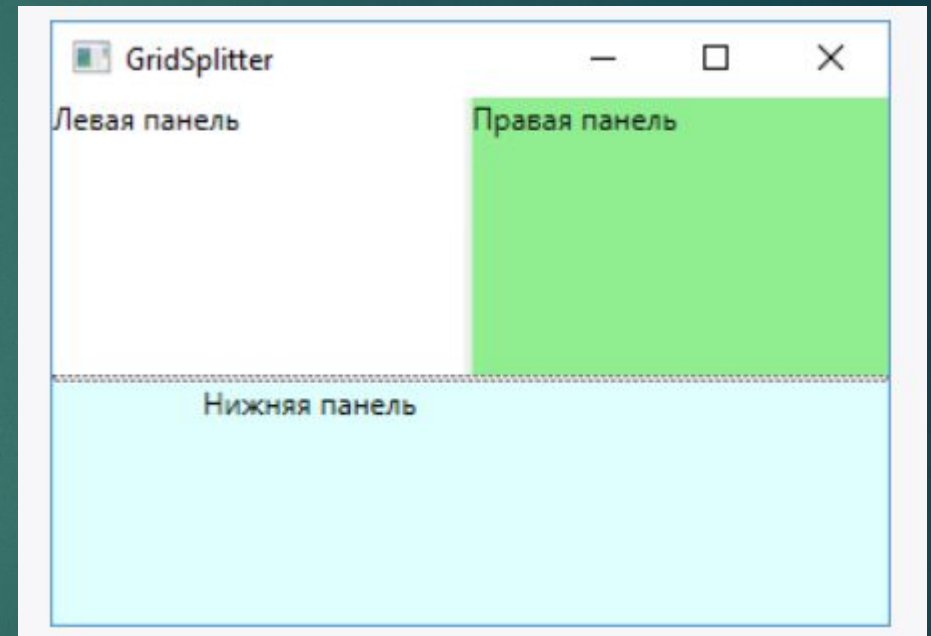 GridSplitter
Левая панель
Правая панель
Нижняя панель